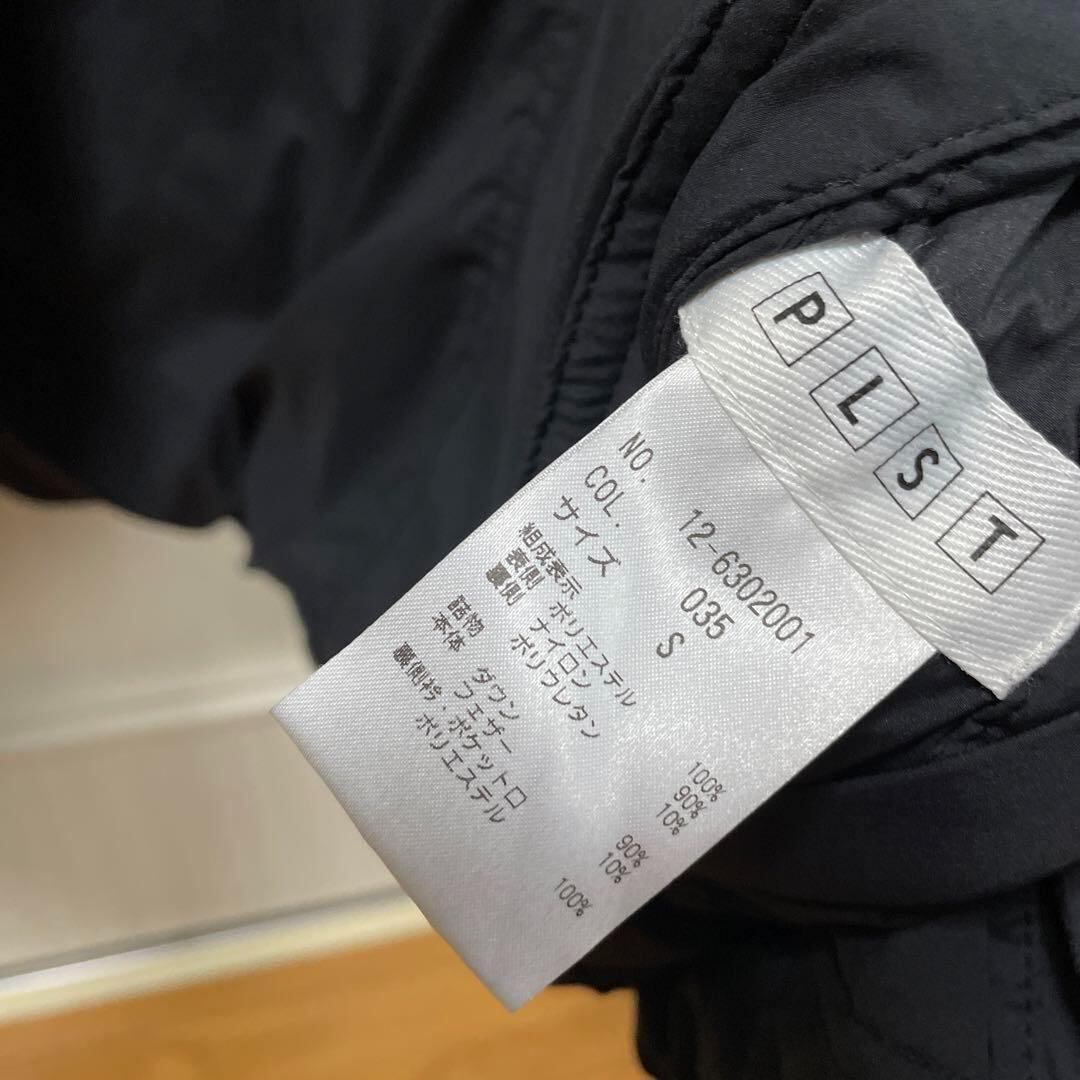 PLST
NO. 12-6302001
COL. 035
サイズ S
組成表示
表側 ポリエステル 100%
裏側 ナイロン 90%
ポリウレタン 10%
詰物
本体 ダウン 90%
フェザー 10%
裏側衿・ポケット口
ポリエステル 100%